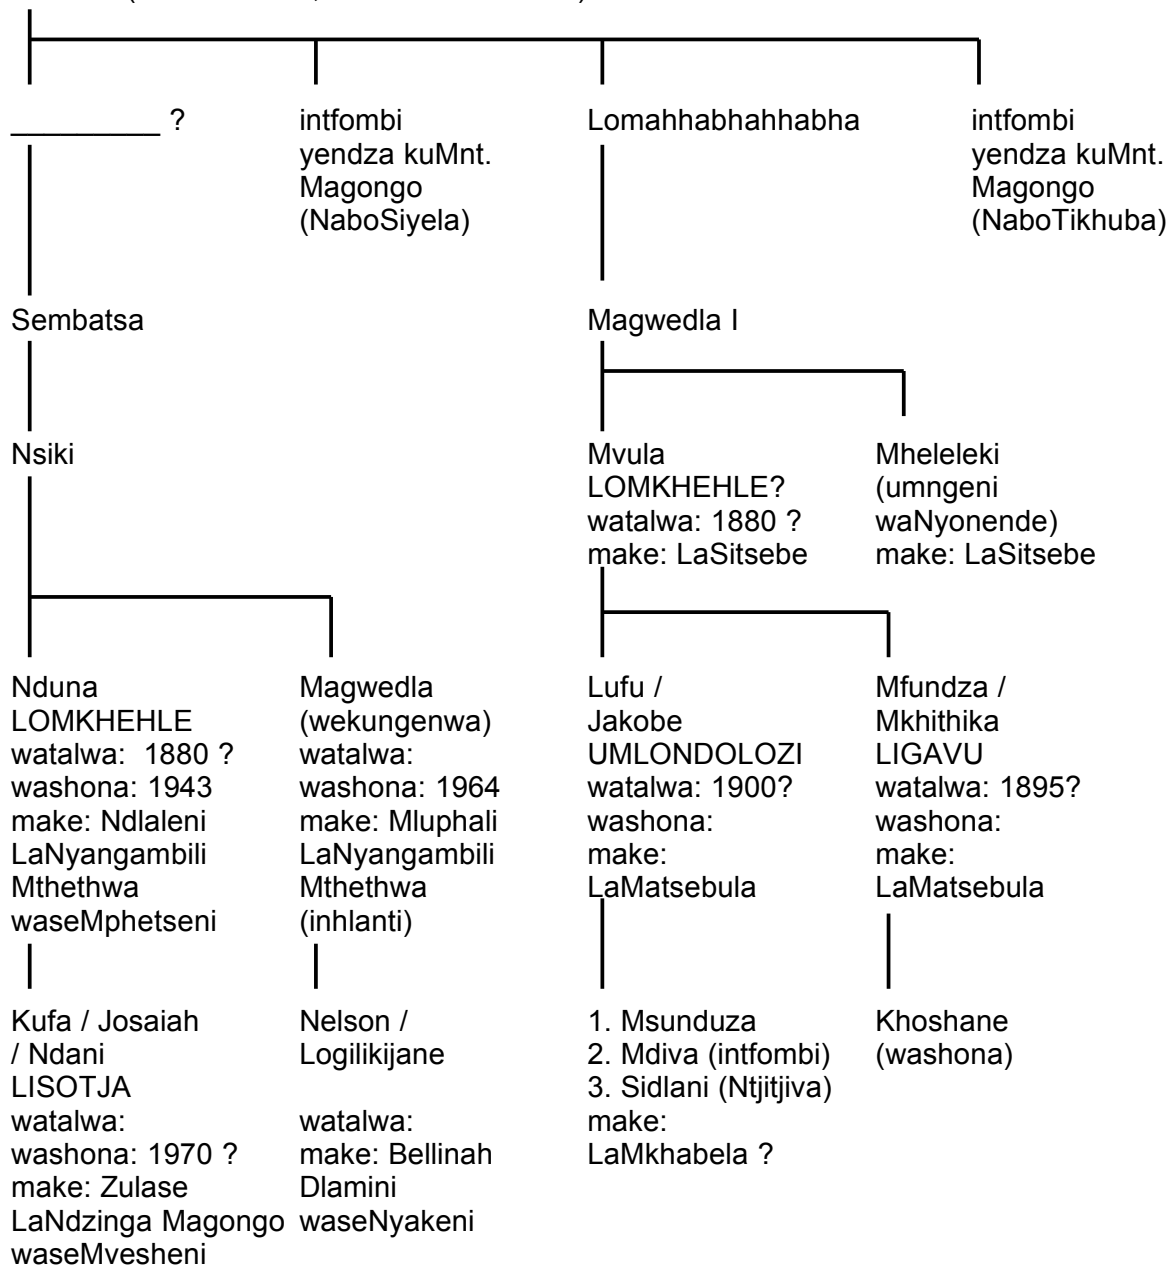 _________ ?
intfombi
yendza kuMnt.
Magongo
(NaboSiyela)
Lomahhabhahhabha
intfombi
yendza kuMnt.
Magongo
(NaboTikhuba)
Sembatsa
Magwedla I
Nsiki
Mvula
LOMKHEHLE?
watalwa: 1880 ?
make: LaSitsebe
Mheleleki
(umngeni
waNyonende)
make: LaSitsebe
Nduna
LOMKHEHLE
watalwa:  1880 ?
washona: 1943
make: Ndlaleni
LaNyangambili
Mthethwa
waseMphetseni
Magwedla
(wekungenwa)
watalwa:
washona: 1964
make: Mluphali
LaNyangambili
Mthethwa
(inhlanti)
Lufu /
Jakobe
UMLONDOLOZI
watalwa: 1900?
washona:
make:
LaMatsebula
Mfundza /
Mkhithika
LIGAVU
watalwa: 1895?
washona:
make:
LaMatsebula
Kufa / Josaiah
/ Ndani
LISOTJA
watalwa:
washona: 1970 ?
make: Zulase
LaNdzinga Magongo
waseMvesheni
Nelson /
Logilikijane
watalwa:
make: Bellinah
Dlamini
waseNyakeni
1. Msunduza
2. Mdiva (intfombi)
3. Sidlani (Ntjitjiva)
make:
LaMkhabela ?
Khoshane
(washona)